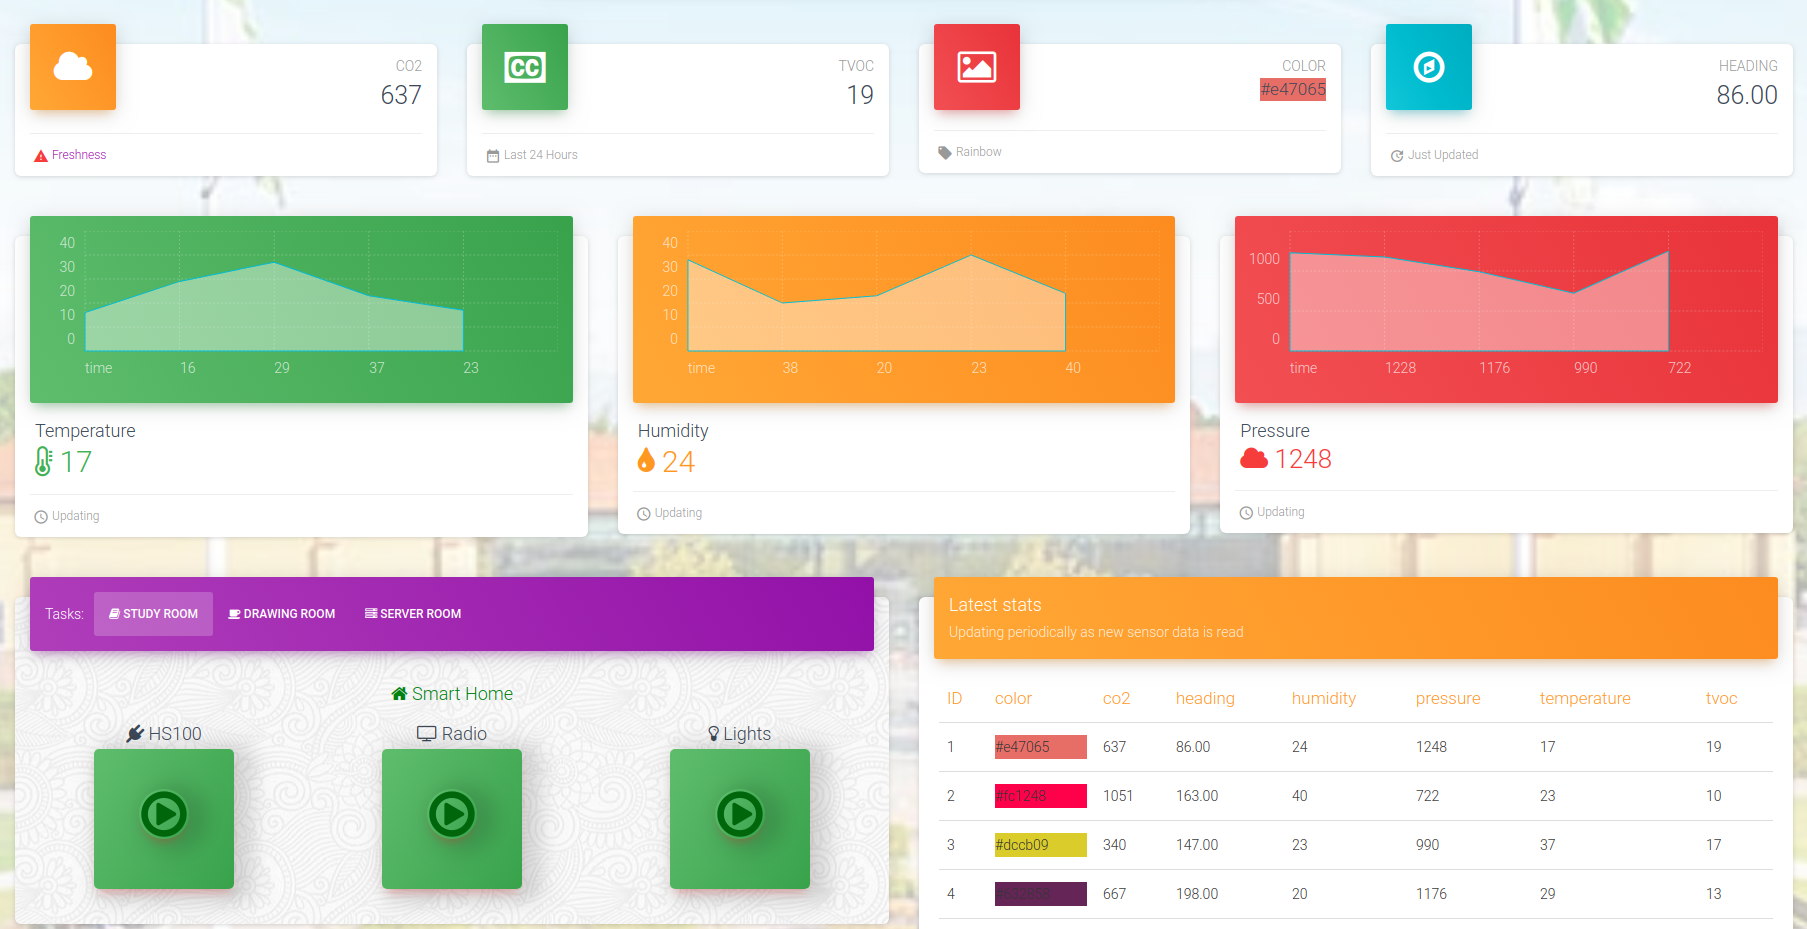 CO2
637
Freshness
CC
TVOC
19
Last 24 Hours
COLOR
#e47065
Rainbow
HEADING
86.00
Just Updated
40
30
20
10
0
time 16 29 37 23
Temperature
17
Updating
40
30
20
10
0
time 38 20 23 40
Humidity
24
Updating
1000
500
0
time 1228 1176 990 722
Pressure
1248
Updating
Tasks: STUDY ROOM DRAWING ROOM SERVER ROOM
Smart Home
HS100 Radio Lights
Latest stats
Updating periodically as new sensor data is read
ID color co2 heading humidity pressure temperature tvoc
1 #e47065 637 86.00 24 1248 17 19
2 #fc1248 1051 163.00 40 722 23 10
3 #dccb09 340 147.00 23 990 37 17
4 667 198.00 20 1176 29 13